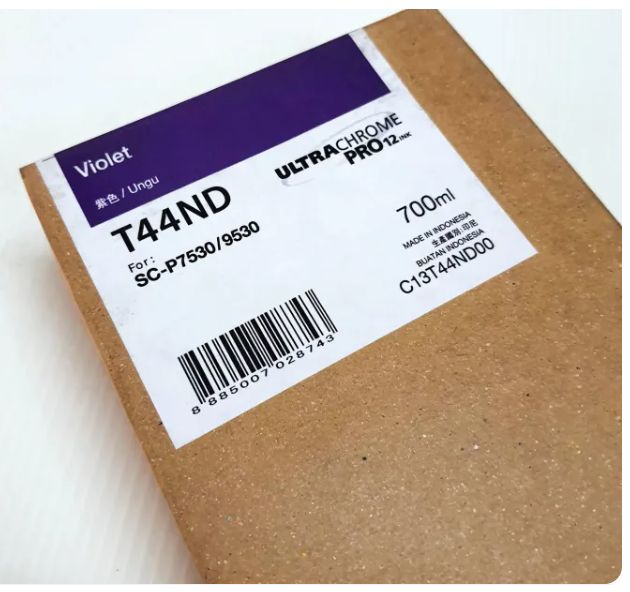 Violet
紫色 / Ungu
ULTRACHROME
PRO12 INK
T44ND
For:
SC-P7530/9530
700ml
MADE IN INDONESIA
生產國別:印尼
BUATAN INDONESIA
C13T44ND00
8 885007 028743